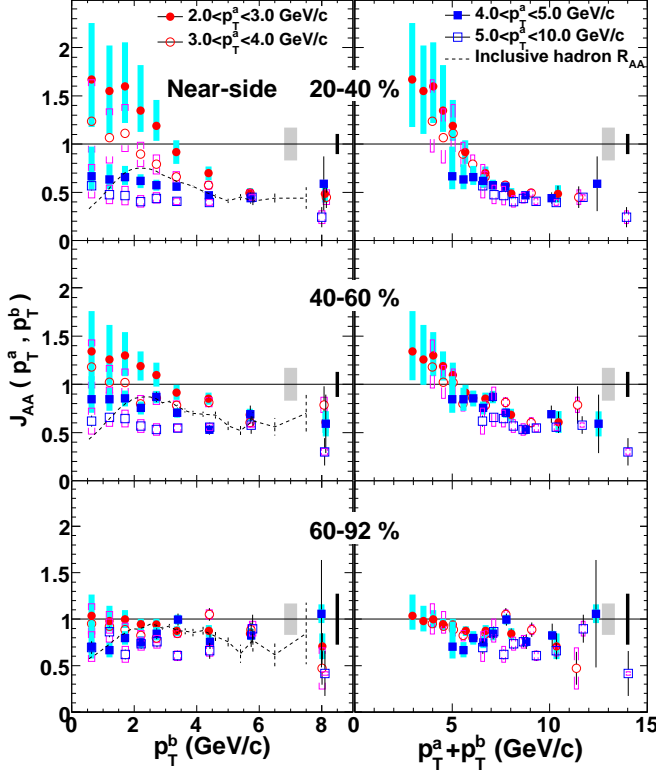 2.0<p_T^a<3.0 GeV/c
3.0<p_T^a<4.0 GeV/c
4.0<p_T^a<5.0 GeV/c
5.0<p_T^a<10.0 GeV/c
Inclusive hadron R_AA
Near-side
20-40 %
2
1.5
1
0.5
0
40-60 %
2
1.5
1
0.5
0
60-92 %
2
1.5
1
0.5
0
J_AA ( p_T^a , p_T^b )
0 2 4 6 8
0 5 10 15
p_T^b (GeV/c)
p_T^a+p_T^b (GeV/c)